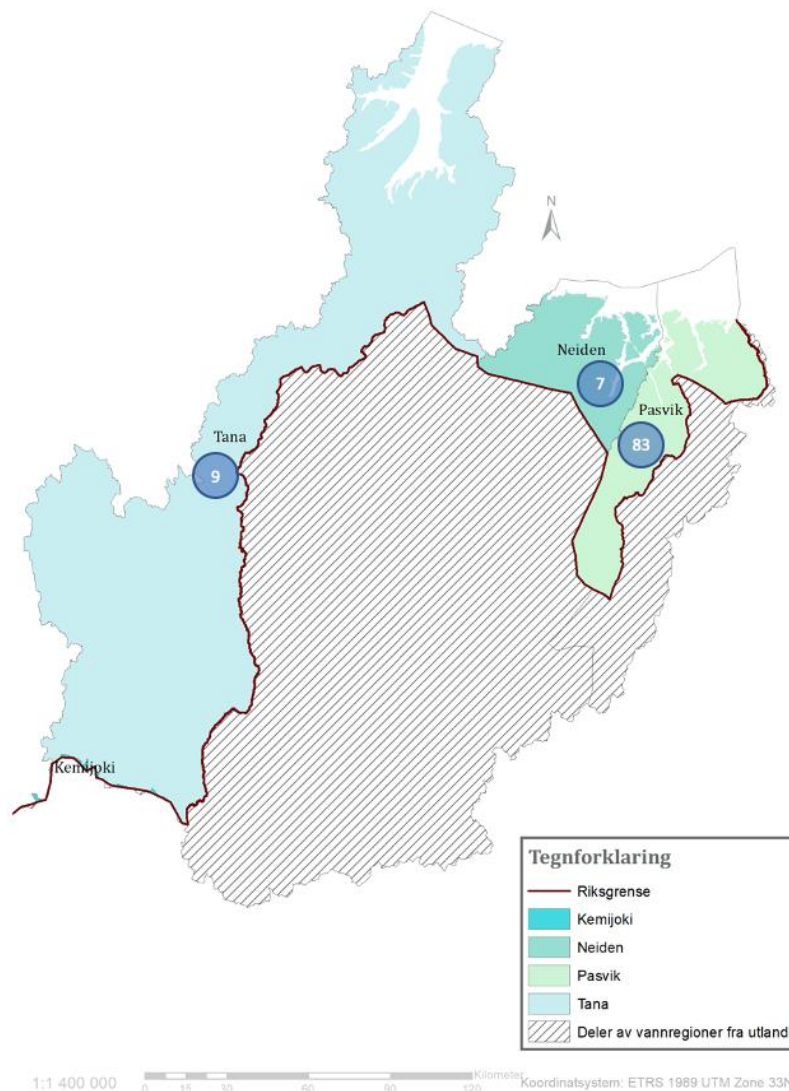 N
Neiden
7
Pasvik
83
Tana
9
Kemijoki
Tegnforklaring
Riksgrense
Kemijoki
Neiden
Pasvik
Tana
Deler av vannregioner fra utland
1:1 400 000
Kilometer
0 15 30 60 90 120
Koordinatsystem: ETRS 1989 UTM Zone 33N